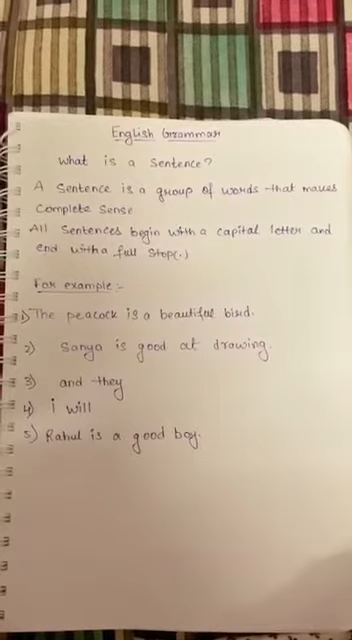 English Grammar
What is a Sentence?
A Sentence is a group of words that makes
Complete Sense
All Sentences begin with a capital letter and
end with a full Stop(.)
For example:-
1) The peacock is a beautiful bird.
2) Sanya is good at drawing.
3) and they
4) i will
5) Rahul is a good boy.